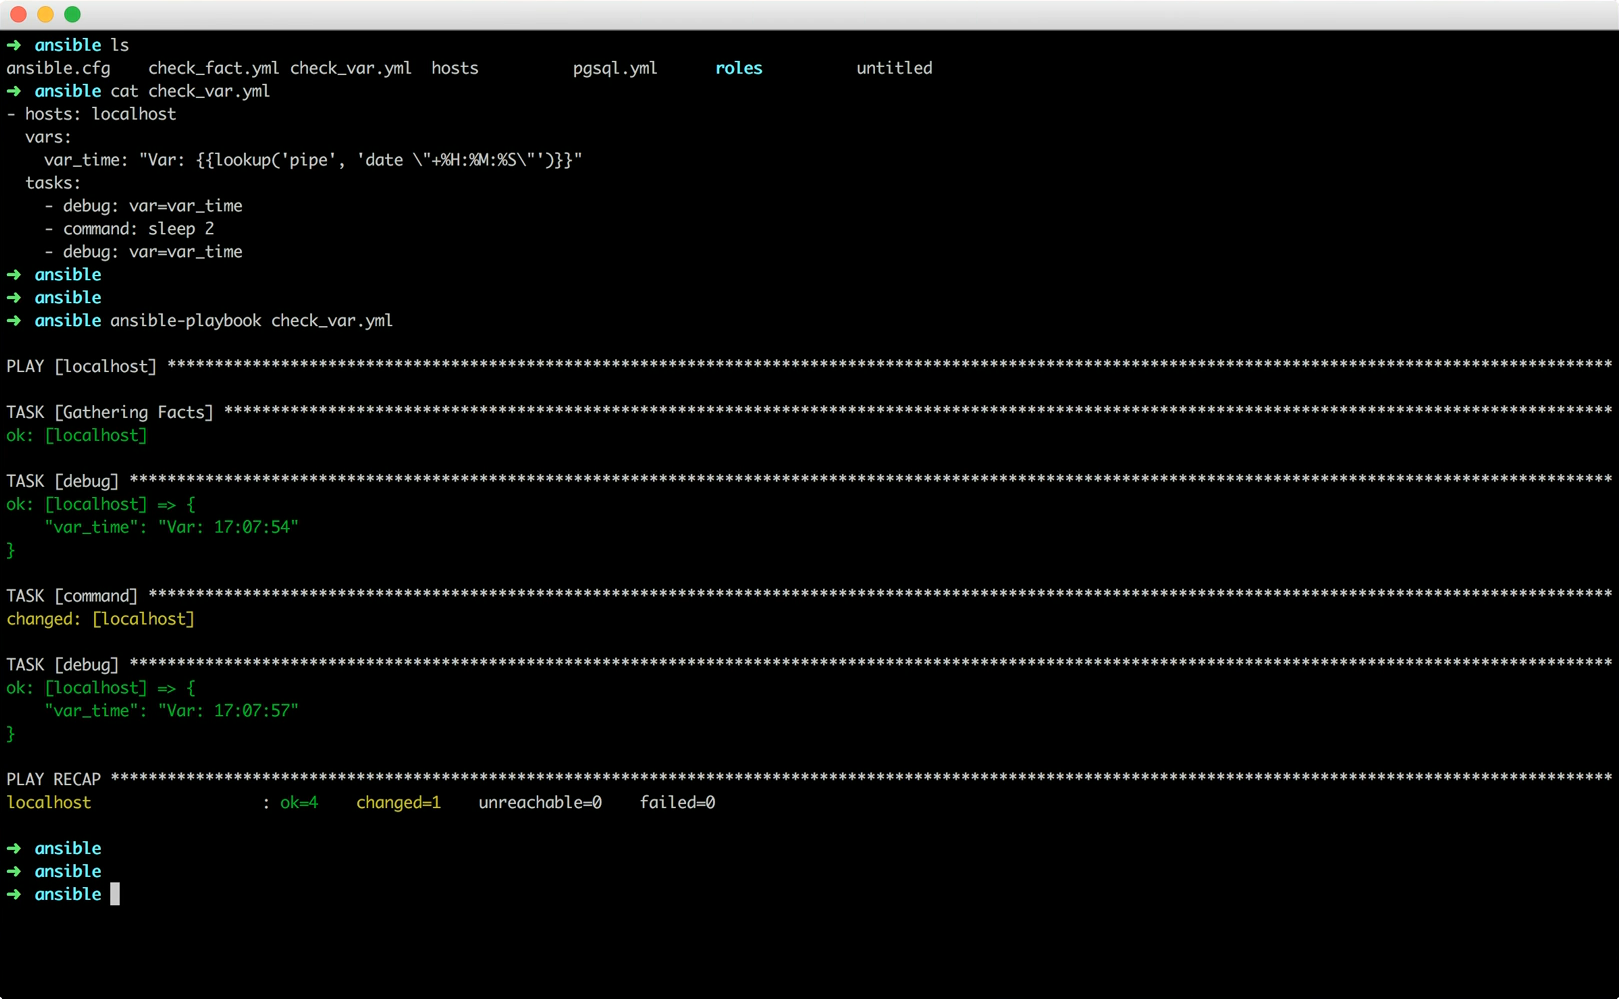 ➜ ansible ls
ansible.cfg check_fact.yml check_var.yml hosts pgsql.yml roles untitled
➜ ansible cat check_var.yml
- hosts: localhost
  vars:
    var_time: "Var: {{lookup('pipe', 'date \"+%H:%M:%S\"')}}"
  tasks:
    - debug: var=var_time
    - command: sleep 2
    - debug: var=var_time
➜ ansible
➜ ansible
➜ ansible ansible-playbook check_var.yml
PLAY [localhost] *********************************************************************************************************************************************************
TASK [Gathering Facts] ***************************************************************************************************************************************************
ok: [localhost]
TASK [debug] *************************************************************************************************************************************************************
ok: [localhost] => {
    "var_time": "Var: 17:07:54"
}
TASK [command] ***********************************************************************************************************************************************************
changed: [localhost]
TASK [debug] *************************************************************************************************************************************************************
ok: [localhost] => {
    "var_time": "Var: 17:07:57"
}
PLAY RECAP ***************************************************************************************************************************************************************
localhost : ok=4 changed=1 unreachable=0 failed=0
➜ ansible
➜ ansible
➜ ansible